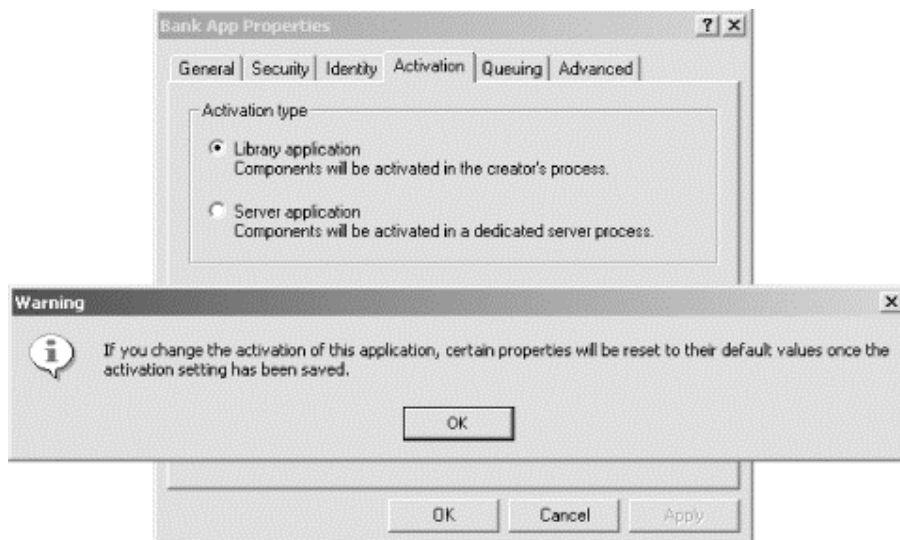 Bank App Properties
General Security Identity Activation Queuing Advanced
Activation type
Library application
Components will be activated in the creator's process.
Server application
Components will be activated in a dedicated server process.
Warning
If you change the activation of this application, certain properties will be reset to their default values once the
activation setting has been saved.
OK
OK Cancel Apply